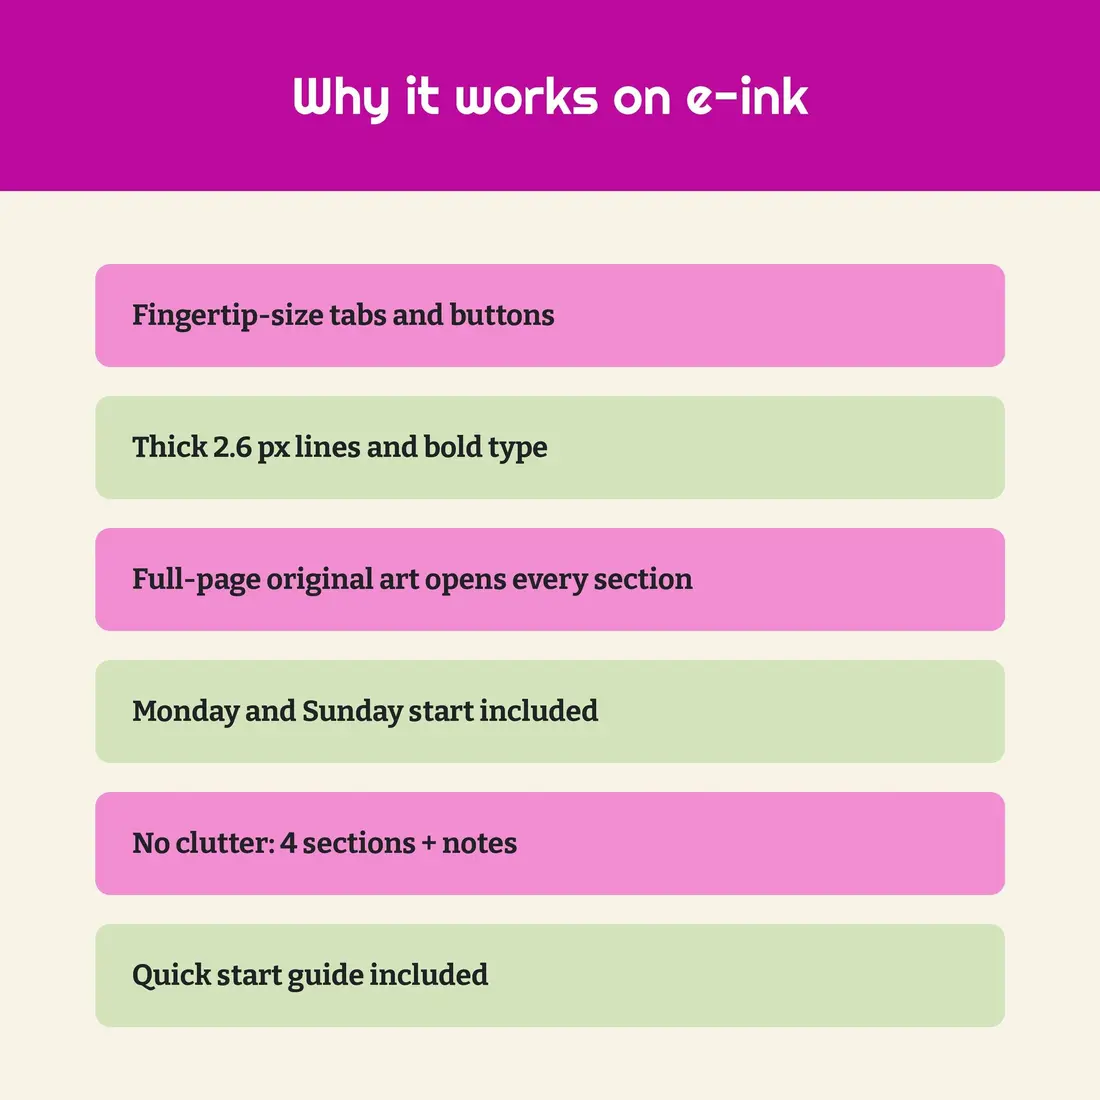 Why it works on e-ink
Fingertip-size tabs and buttons
Thick 2.6 px lines and bold type
Full-page original art opens every section
Monday and Sunday start included
No clutter: 4 sections + notes
Quick start guide included